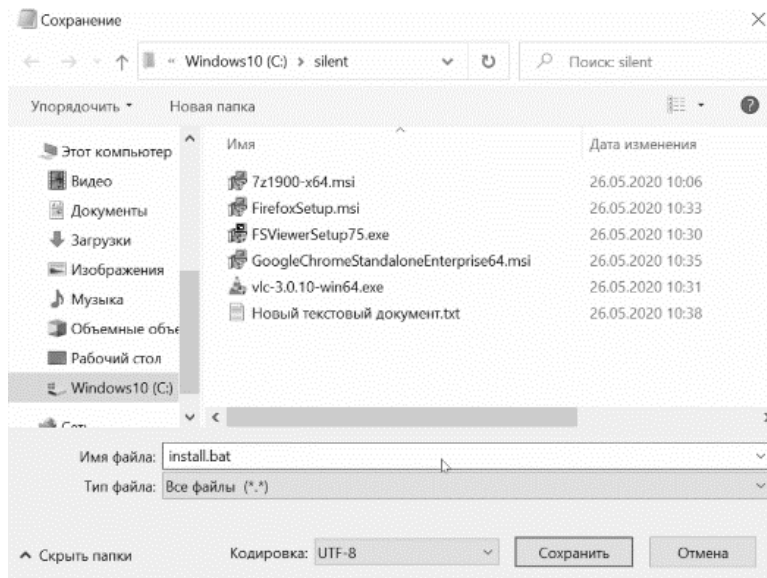 Сохранение
« Windows10 (C:) › silent
Поиск: silent
Упорядочить
Новая папка
Имя
Дата изменения
Этот компьютер
Видео
Документы
Загрузки
Изображения
Музыка
Объемные объе
Рабочий стол
Windows10 (C:)
Сеть
7z1900-x64.msi 26.05.2020 10:06
FirefoxSetup.msi 26.05.2020 10:33
FSViewerSetup75.exe 26.05.2020 10:30
GoogleChromeStandaloneEnterprise64.msi 26.05.2020 10:35
vlc-3.0.10-win64.exe 26.05.2020 10:31
Новый текстовый документ.txt 26.05.2020 10:38
Имя файла: install.bat
Тип файла: Все файлы (*.*)
Скрыть папки
Кодировка: UTF-8
Сохранить
Отмена